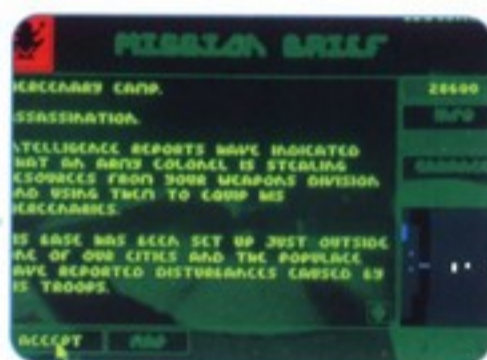 MISSION BRIEF
ERCENARY CAMP.
28600
SSASSINATION.
INFO
NTELLIGENCE REPORTS HAVE INDICATED
HAT AN ARMY COLONEL IS STEALING
ESOURCES FROM YOUR WEAPONS DIVISION
ND USING THEM TO EQUIP HIS
ERCENARIES.
IS BASE HAS BEEN SET UP JUST OUTSIDE
NE OF OUR CITIES AND THE POPULACE
AVE REPORTED DISTURBANCES CAUSED BY
IS TROOPS.
ACCEPT
MAP